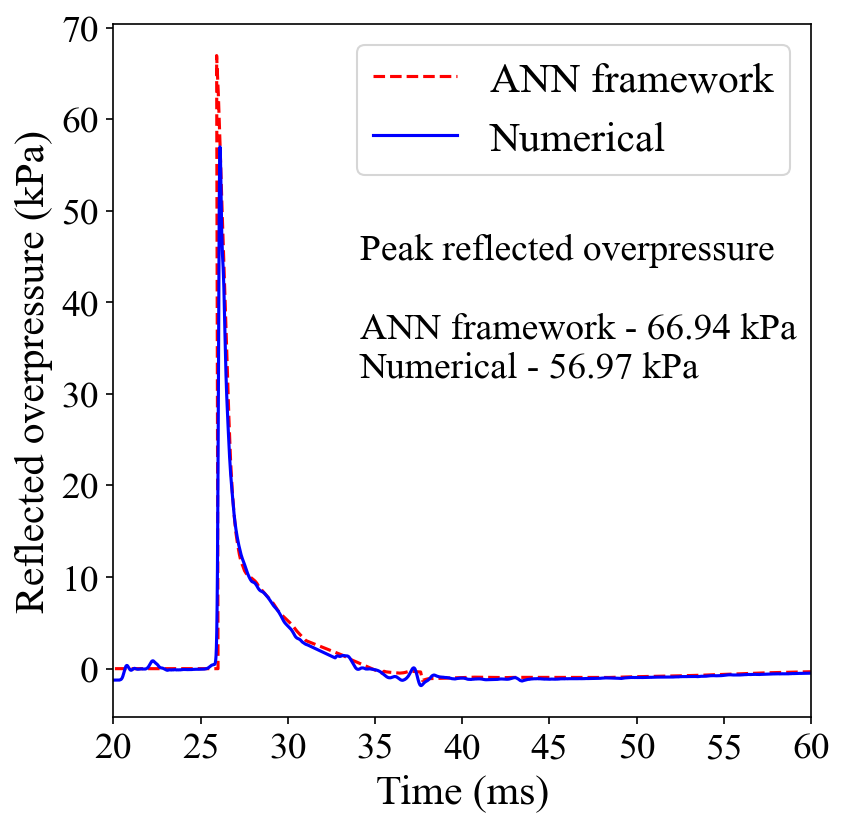 70
60
50
40
30
20
10
0
Reflected overpressure (kPa)
ANN framework
Numerical
Peak reflected overpressure
ANN framework - 66.94 kPa
Numerical - 56.97 kPa
20 25 30 35 40 45 50 55 60
Time (ms)